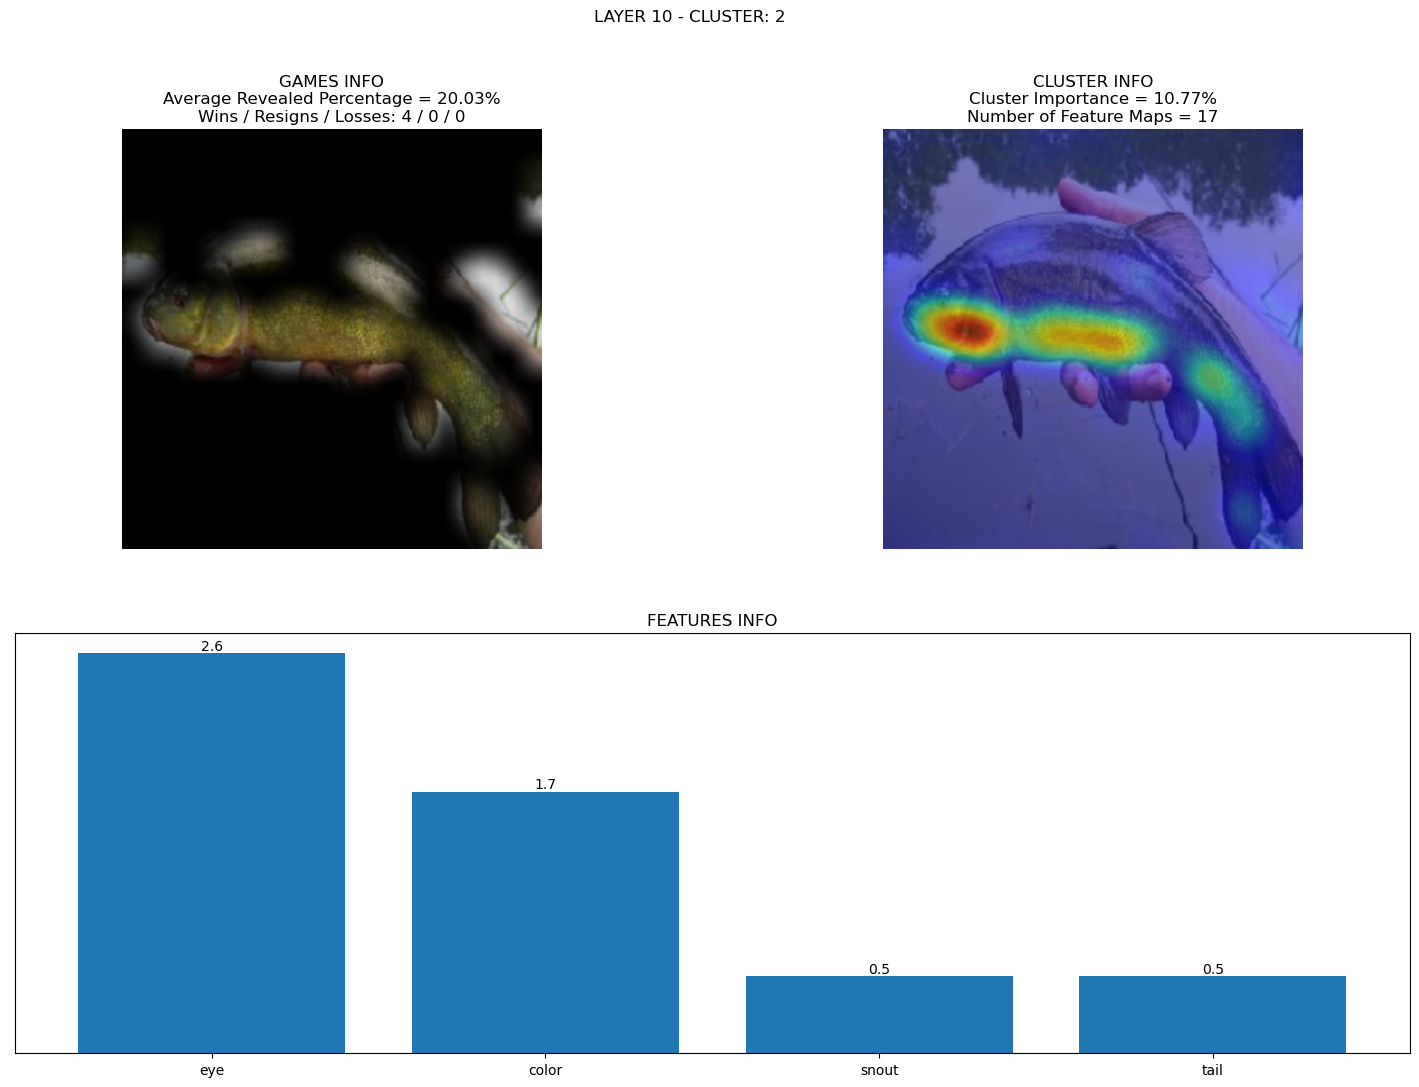 LAYER 10 - CLUSTER: 2
GAMES INFO
Average Revealed Percentage = 20.03%
Wins / Resigns / Losses: 4 / 0 / 0
CLUSTER INFO
Cluster Importance = 10.77%
Number of Feature Maps = 17
FEATURES INFO
2.6
1.7
0.5
0.5
eye
color
snout
tail